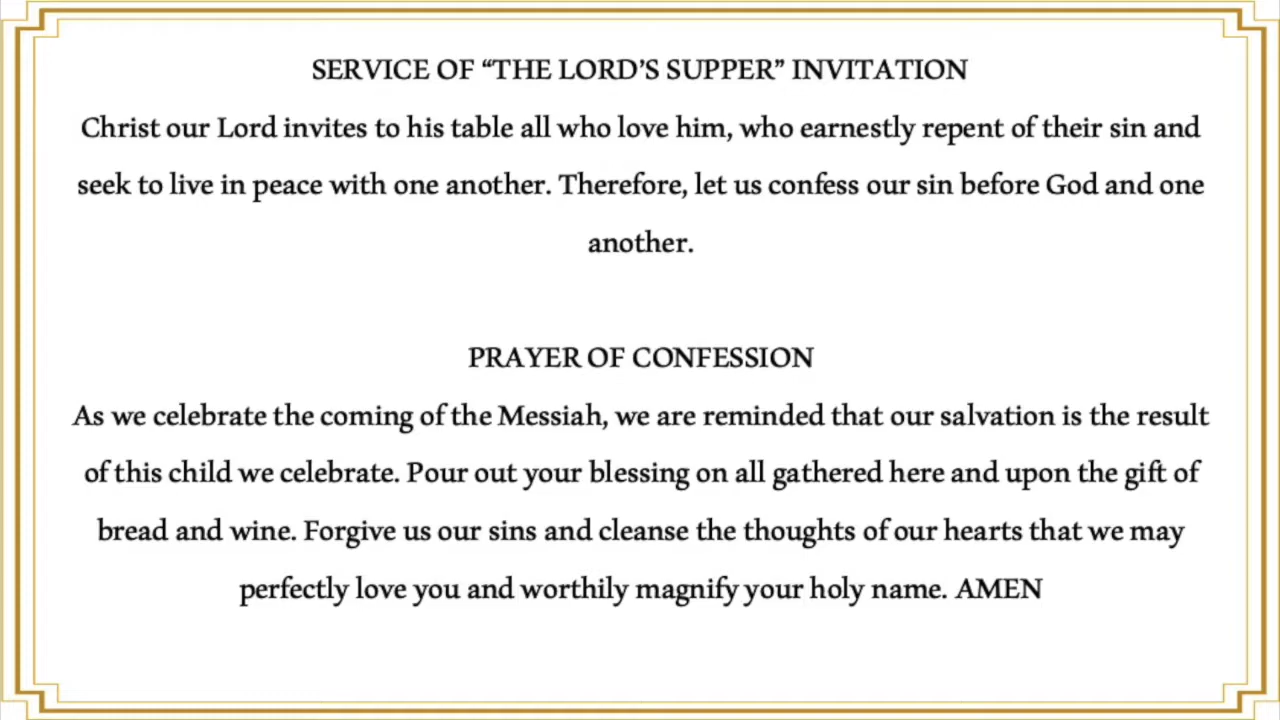 SERVICE OF “THE LORD’S SUPPER” INVITATION
Christ our Lord invites to his table all who love him, who earnestly repent of their sin and
seek to live in peace with one another. Therefore, let us confess our sin before God and one
another.
PRAYER OF CONFESSION
As we celebrate the coming of the Messiah, we are reminded that our salvation is the result
of this child we celebrate. Pour out your blessing on all gathered here and upon the gift of
bread and wine. Forgive us our sins and cleanse the thoughts of our hearts that we may
perfectly love you and worthily magnify your holy name. AMEN